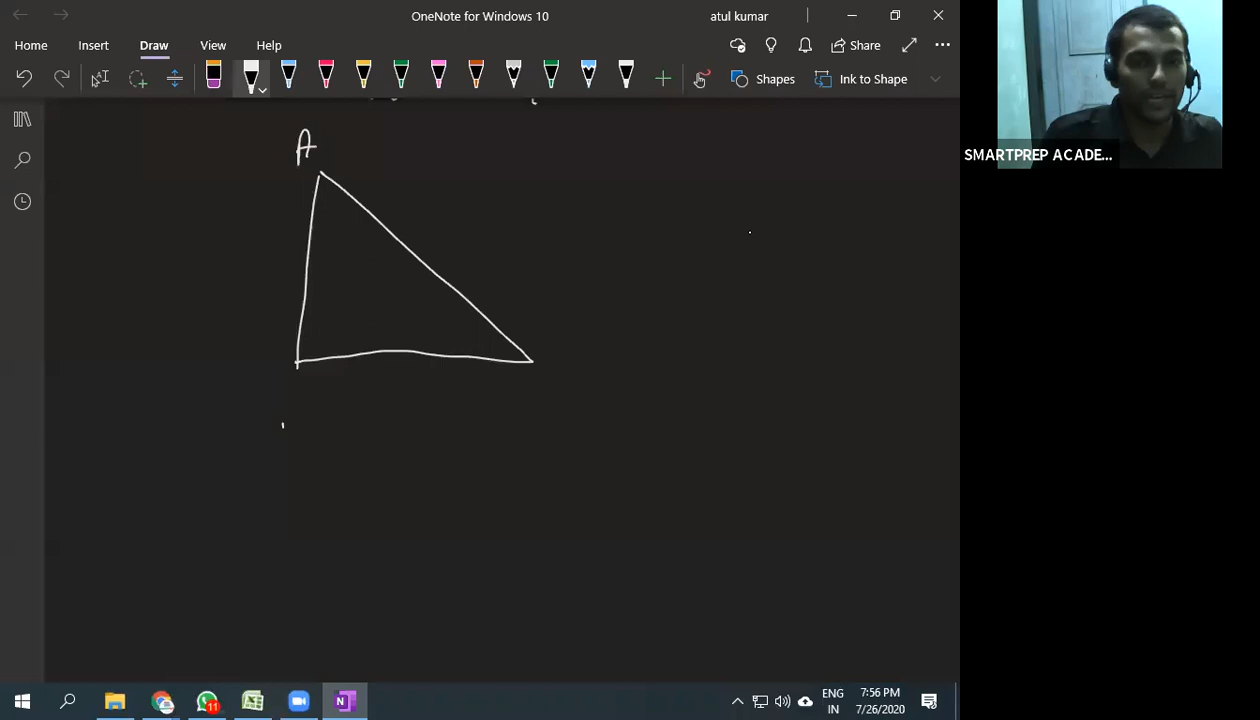 OneNote for Windows 10
atul kumar
Home Insert Draw View Help
Share
Shapes
Ink to Shape
SMARTPREP ACADE...
A
11
N
ENG
IN
7:56 PM
7/26/2020